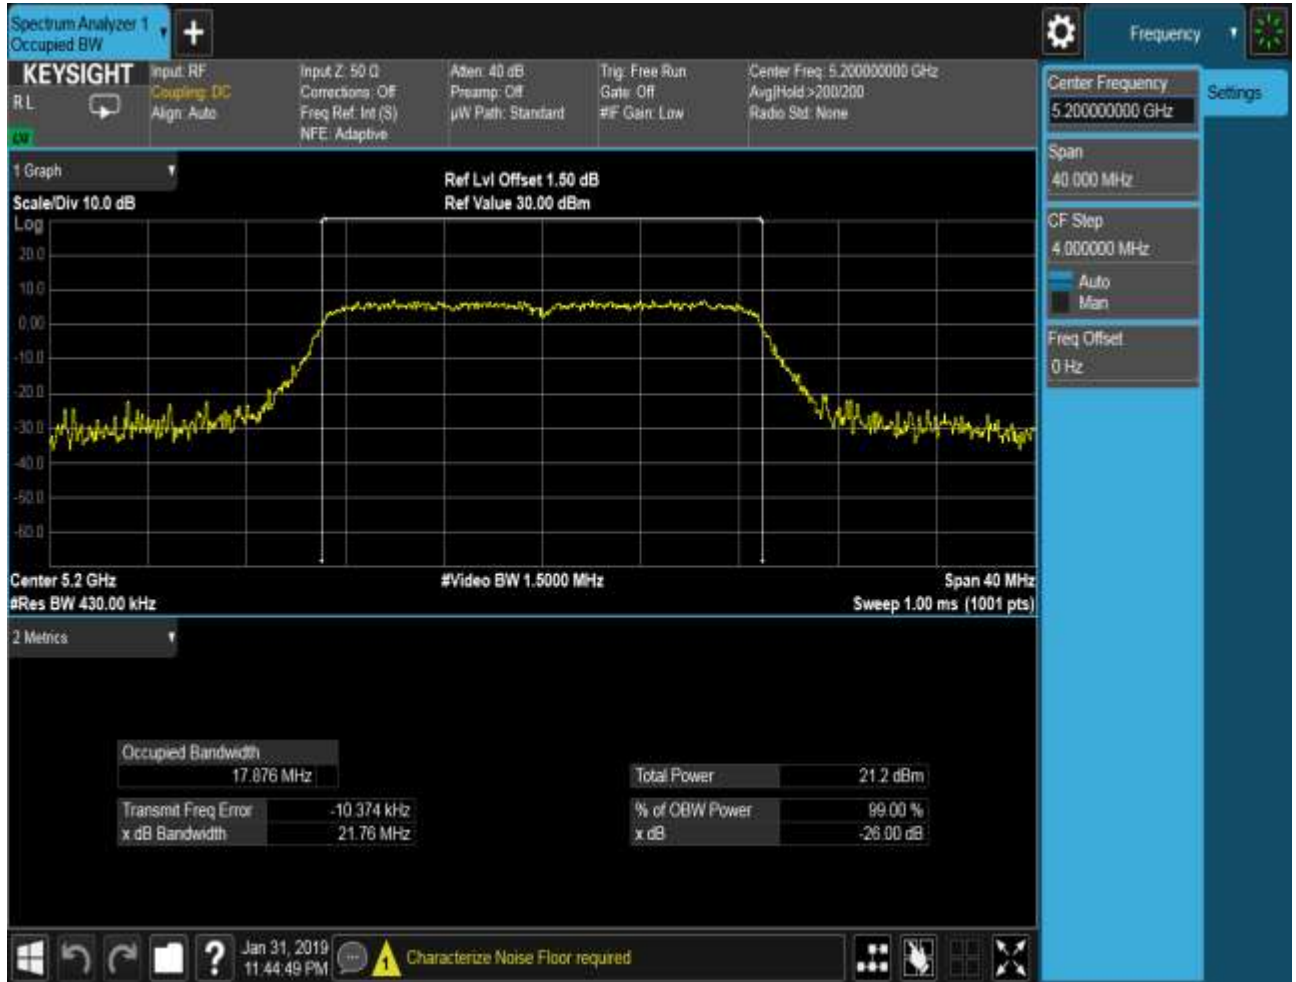 Spectrum Analyzer 1
Occupied BW
+
Frequency
KEYSIGHT
RL
Input: RF
Coupling: DC
Align: Auto
Input Z: 50 Ω
Corrections: Off
Freq Ref: Int (S)
NFE: Adaptive
Atten: 40 dB
Preamp: Off
µW Path: Standard
Trig: Free Run
Gate: Off
#IF Gain: Low
Center Freq: 5.200000000 GHz
Avg|Hold:>200/200
Radio Std: None
Center Frequency
5.200000000 GHz
Settings
Span
40.000 MHz
CF Step
4.000000 MHz
Auto
Man
Freq Offset
0 Hz
1 Graph
Scale/Div 10.0 dB
Ref Lvl Offset 1.50 dB
Ref Value 30.00 dBm
Log
20.0
10.0
0.00
-10.0
-20.0
-30.0
-40.0
-50.0
-60.0
Center 5.2 GHz
#Video BW 1.5000 MHz
Span 40 MHz
#Res BW 430.00 kHz
Sweep 1.00 ms (1001 pts)
2 Metrics
Occupied Bandwidth
17.876 MHz
Total Power 21.2 dBm
Transmit Freq Error -10.374 kHz
% of OBW Power 99.00 %
x dB Bandwidth 21.76 MHz
x dB -26.00 dB
?
Jan 31, 2019
11:44:49 PM
1
Characterize Noise Floor required